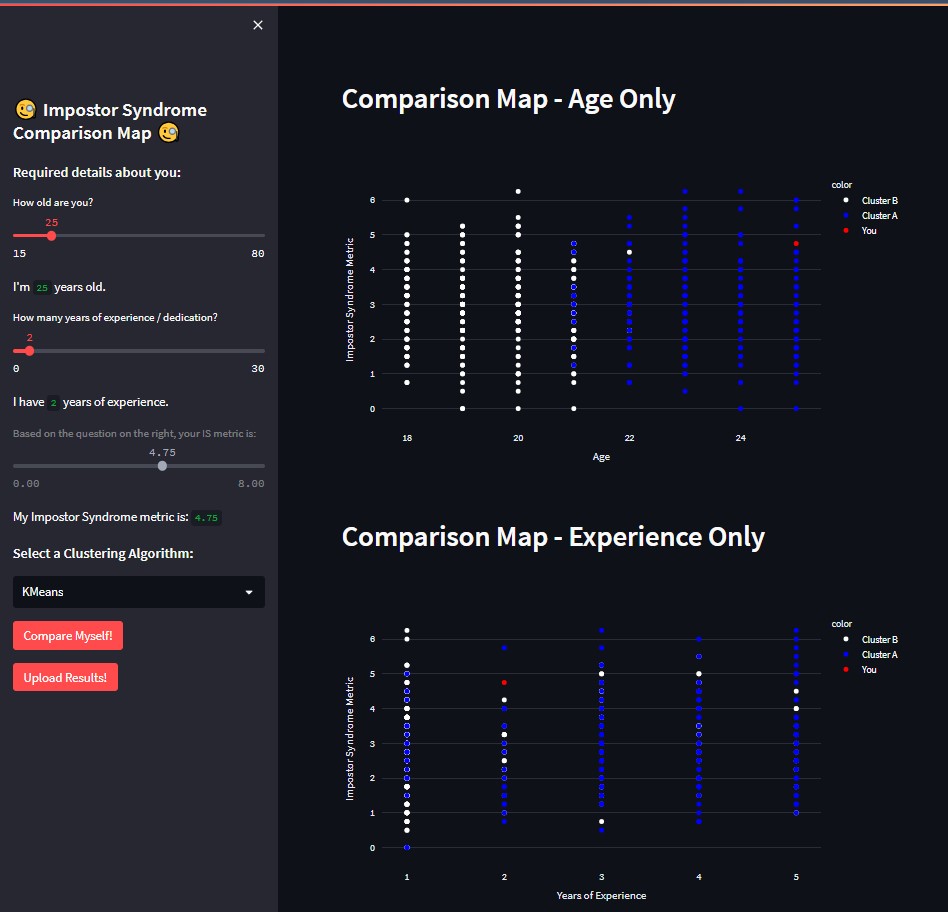 ×
🧐 Impostor Syndrome
Comparison Map 🧐
Required details about you:
How old are you?
25
15 80
I'm 25 years old.
How many years of experience / dedication?
2
0 30
I have 2 years of experience.
Based on the question on the right, your IS metric is:
4.75
0.00 8.00
My Impostor Syndrome metric is: 4.75
Select a Clustering Algorithm:
KMeans
Compare Myself!
Upload Results!
Comparison Map - Age Only
color
Cluster B
Cluster A
You
Impostor Syndrome Metric
6
5
4
3
2
1
0
18 20 22 24
Age
Comparison Map - Experience Only
color
Cluster B
Cluster A
You
Impostor Syndrome Metric
6
5
4
3
2
1
0
1 2 3 4 5
Years of Experience